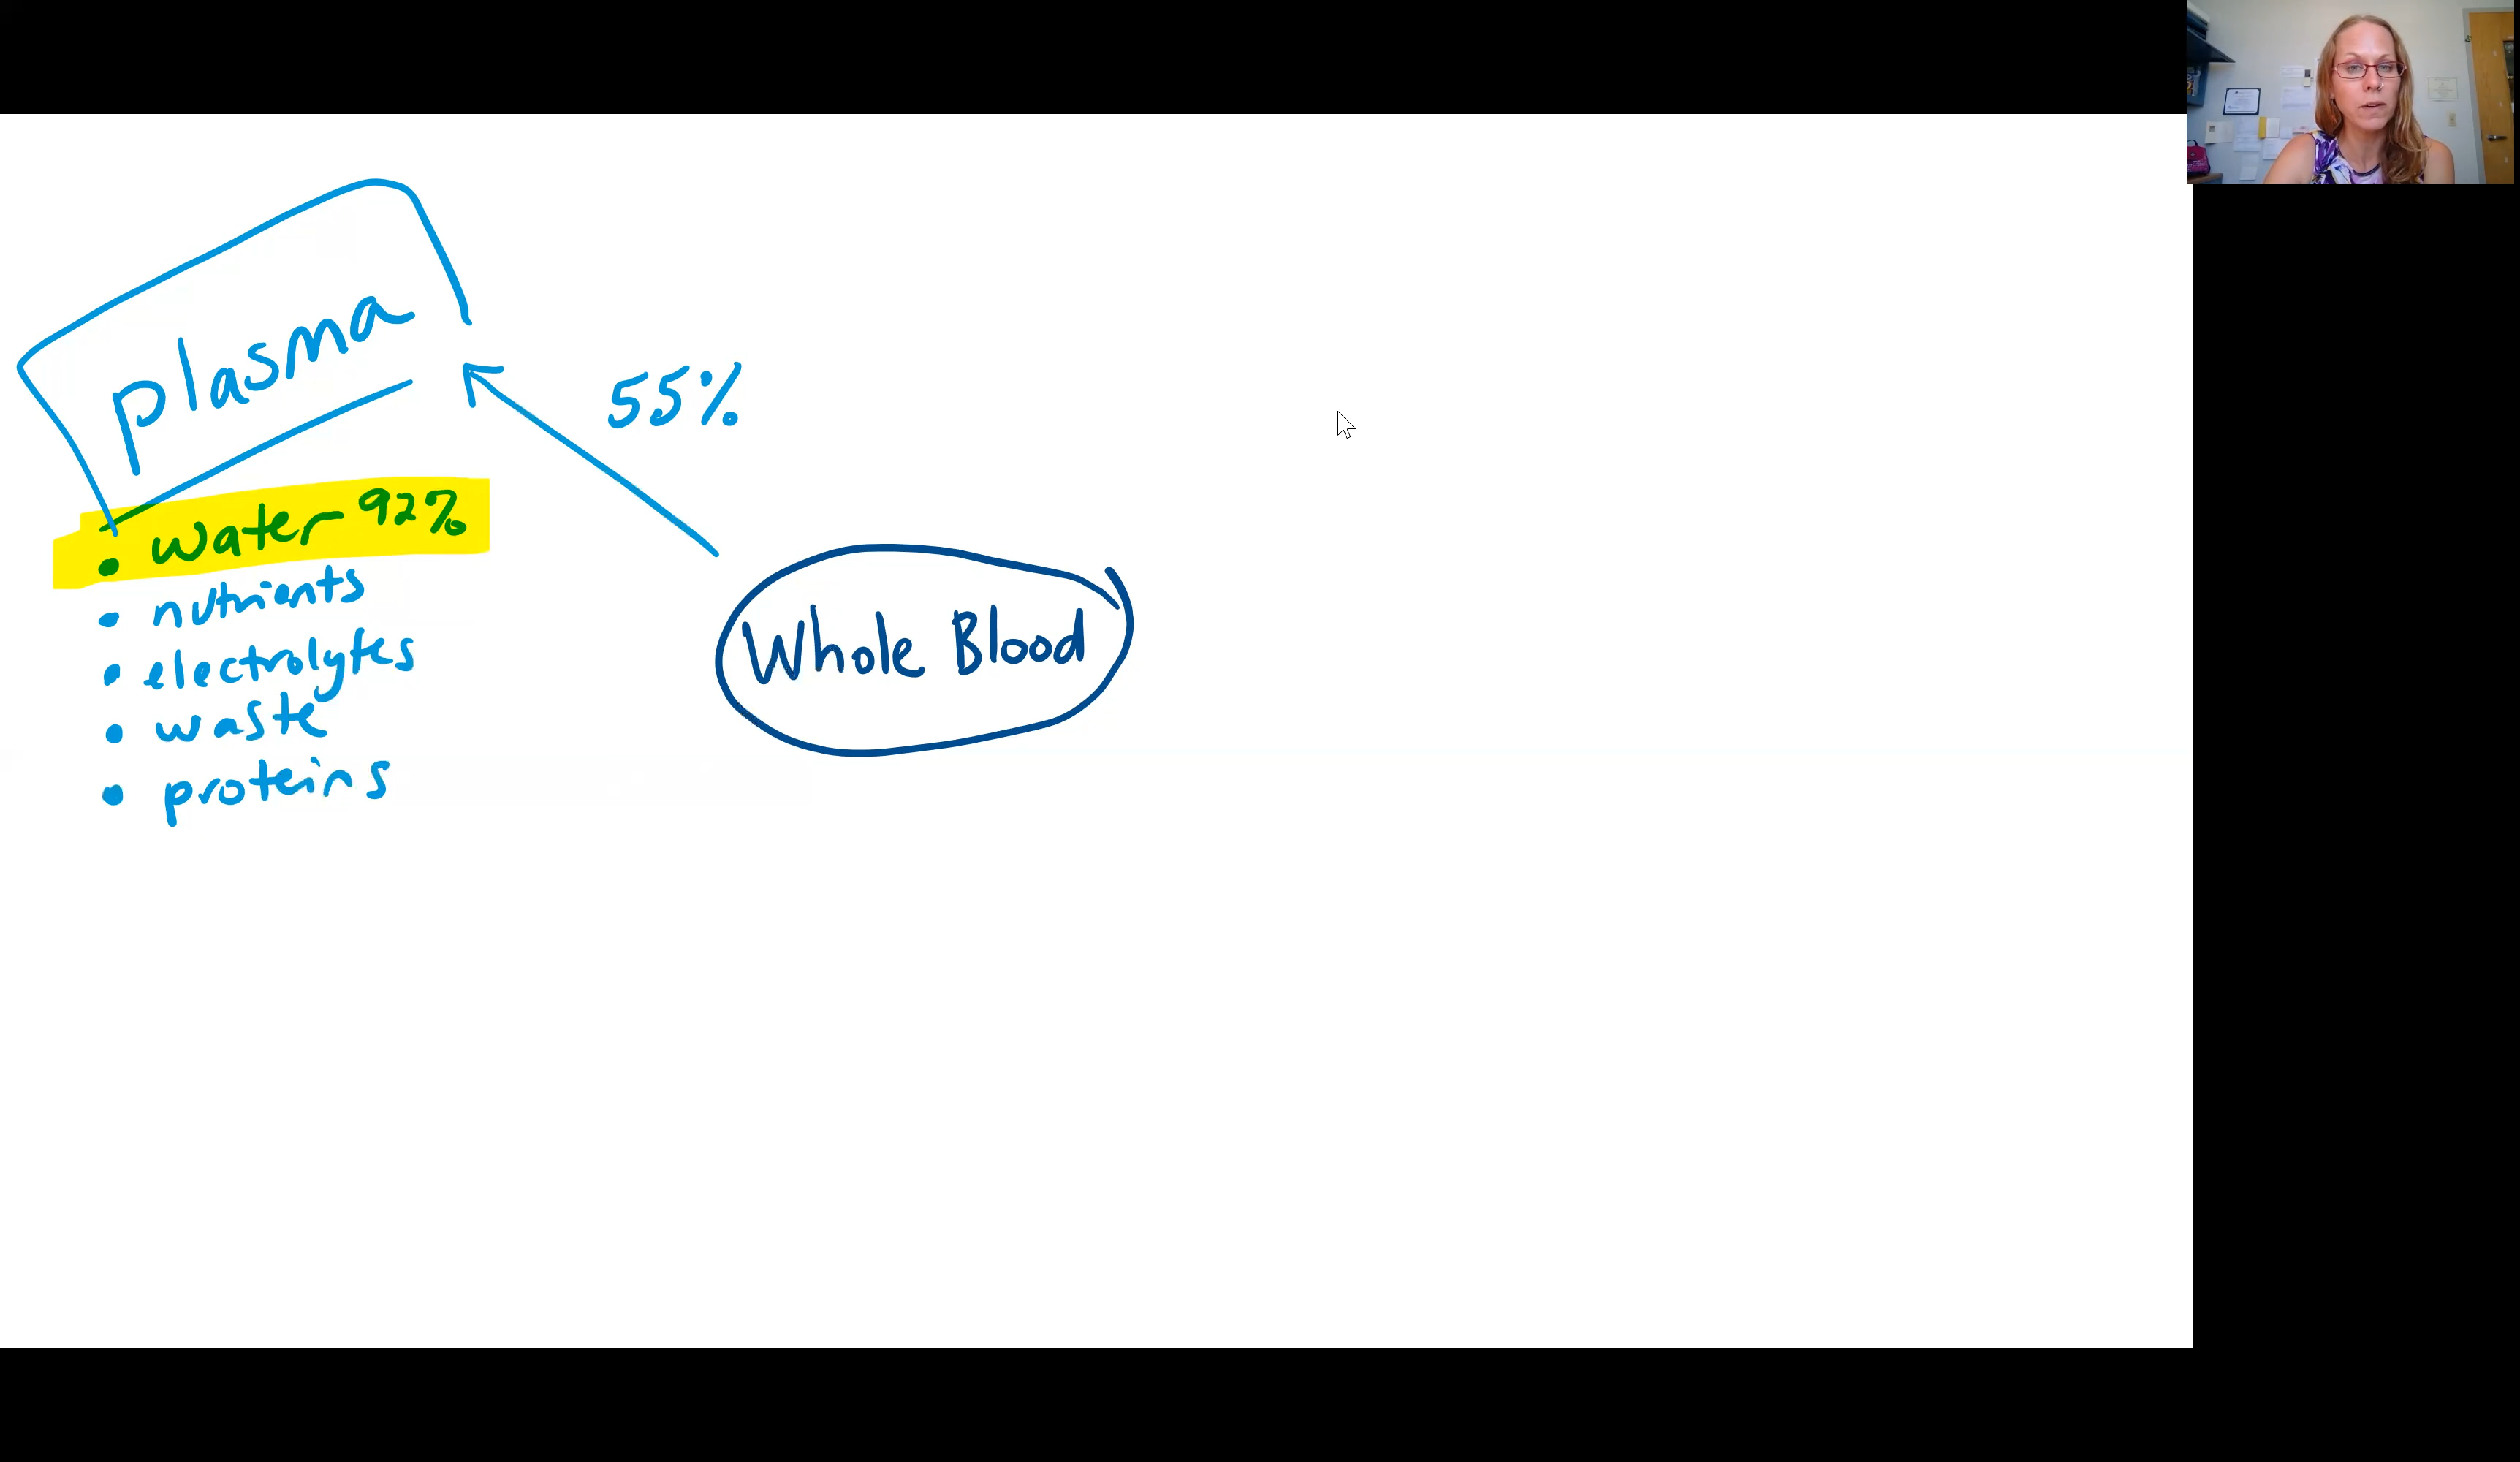 plasma
55%
• water 92%
• nutrients
• electrolytes
• waste
• proteins
Whole Blood